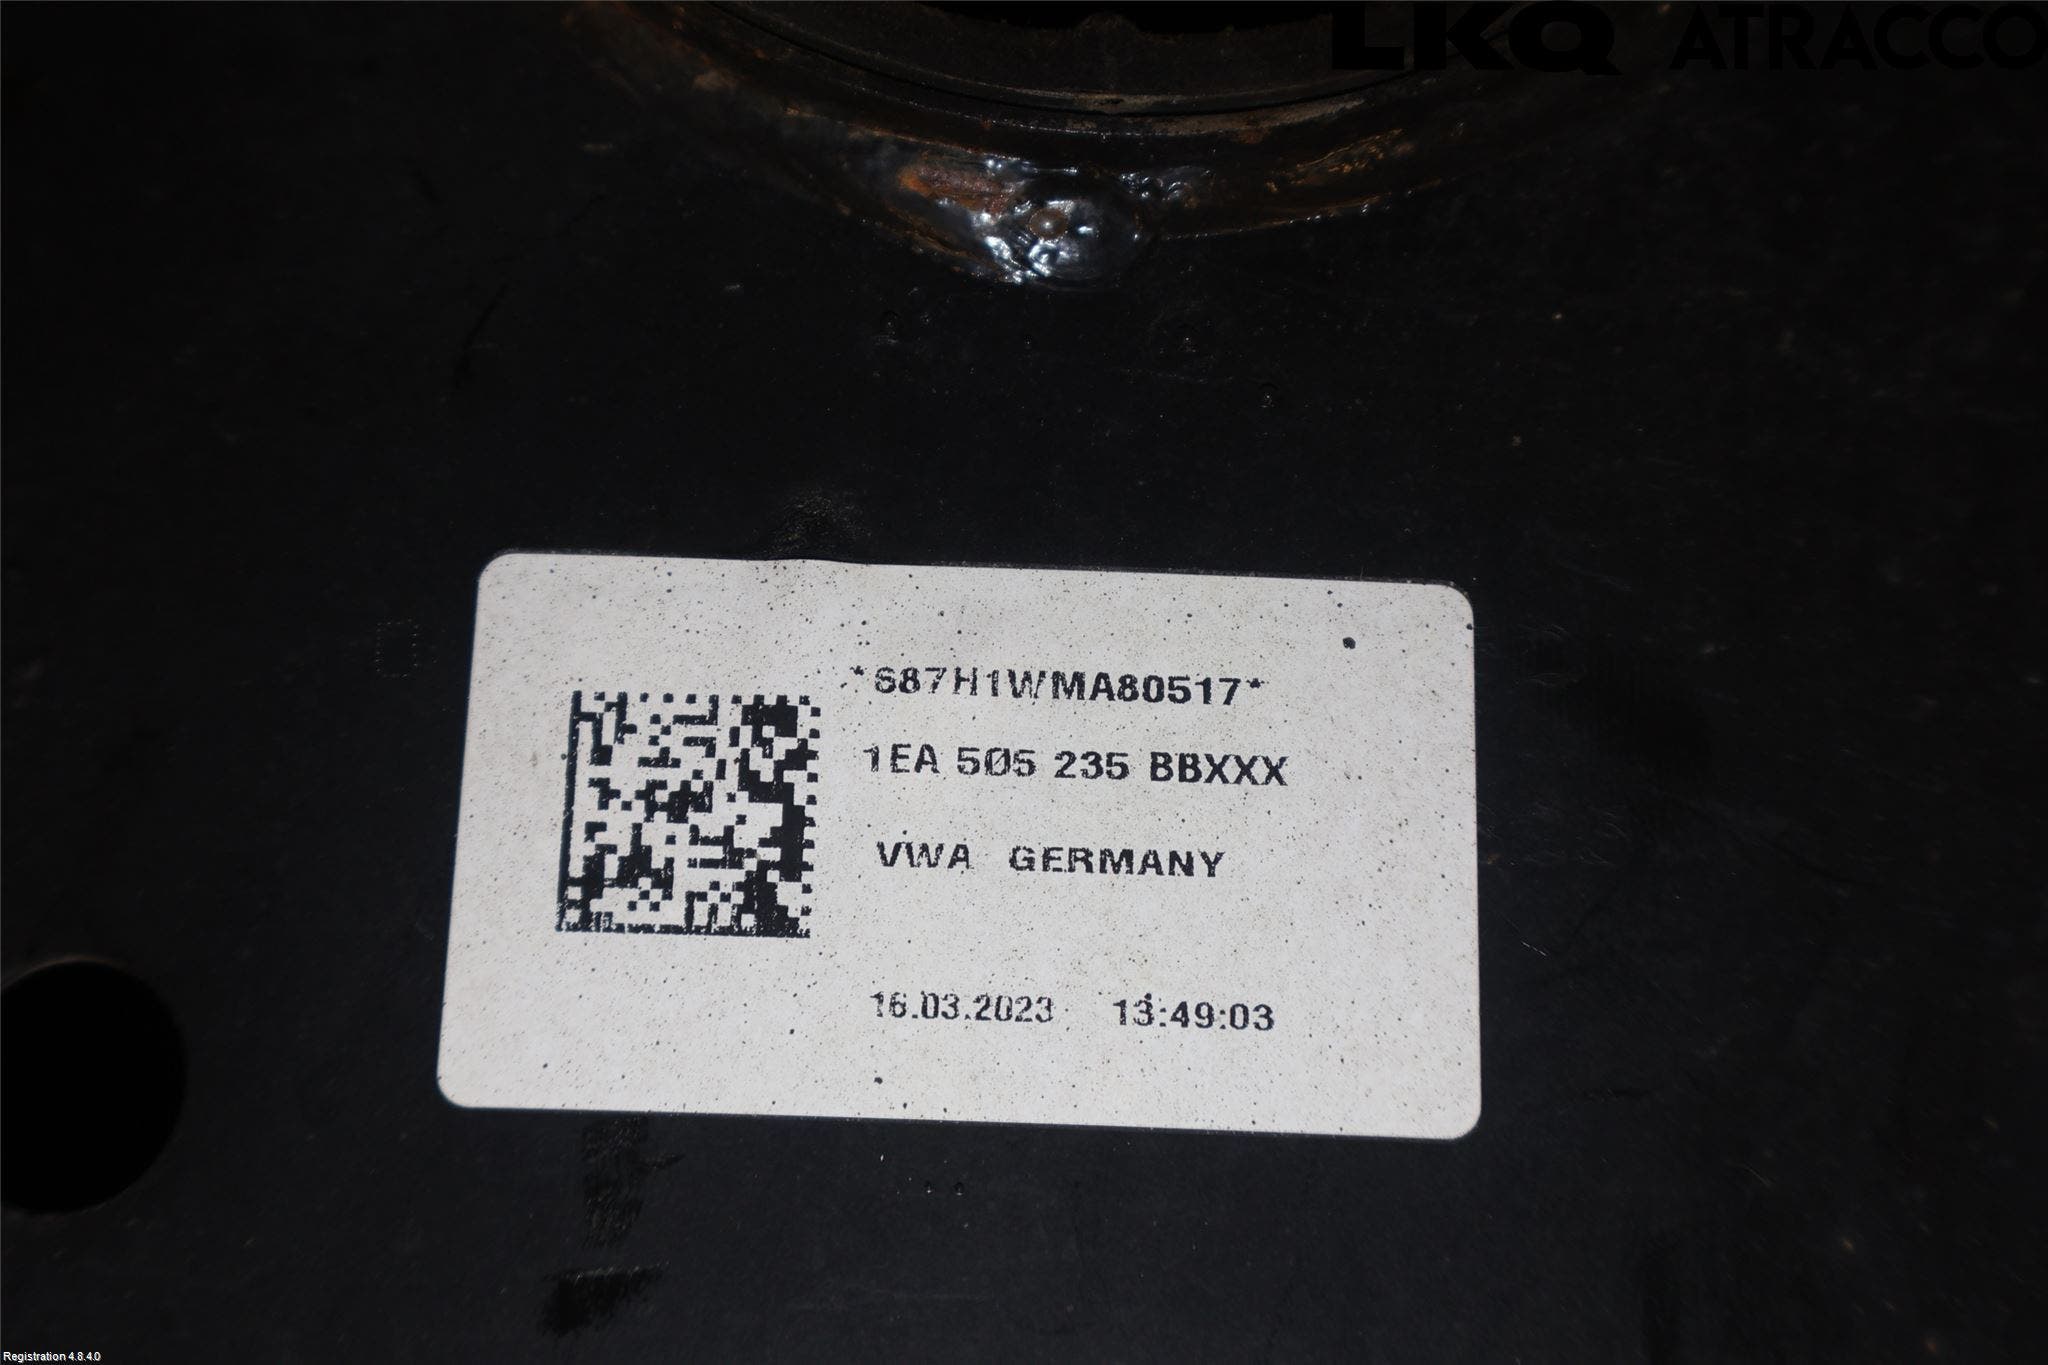 LKQ ATRACCO
*687H1WMA80517*
1EA 505 235 BBXXX
VWA GERMANY
16.03.2023 13:49:03
Registration 4.8.4.0